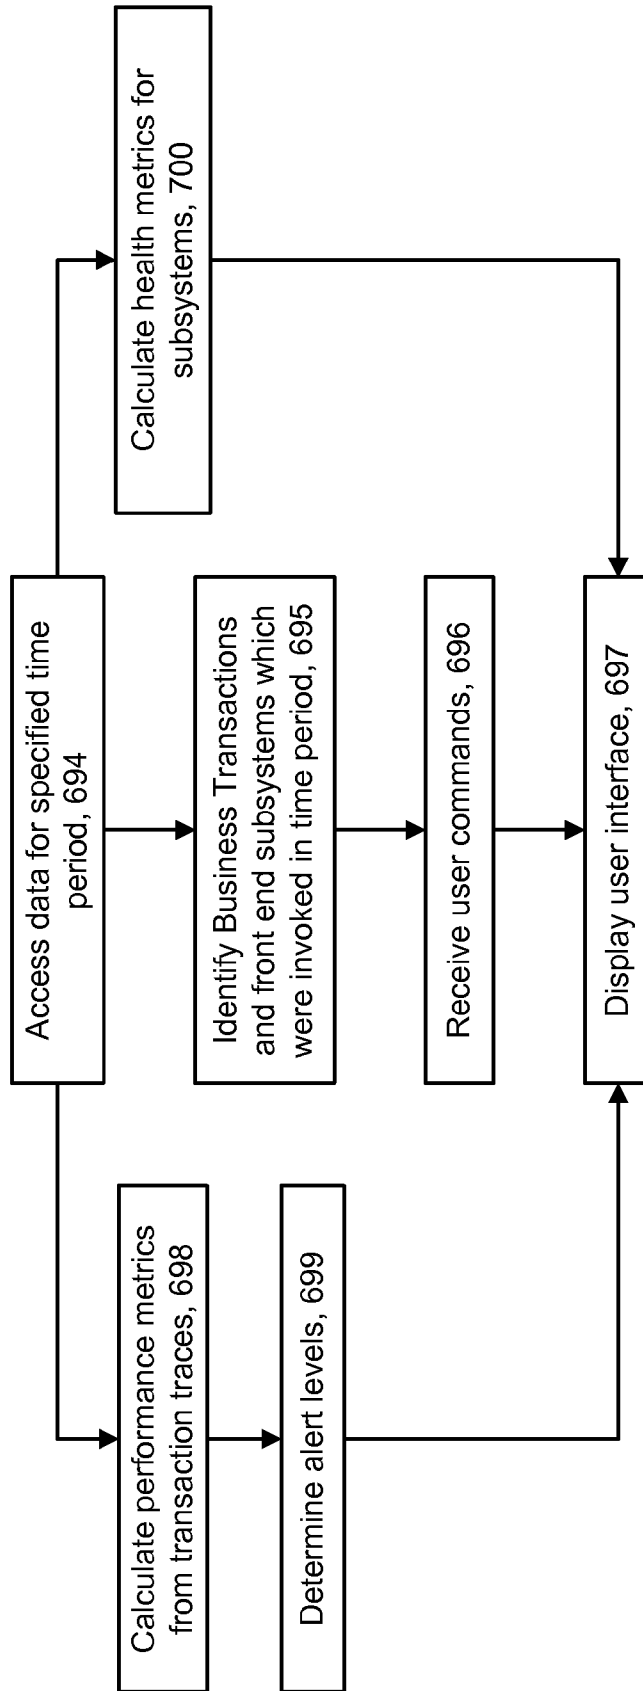 Access data for specified time
period, 694
Calculate performance metrics
from transaction traces, 698
Determine alert levels, 699
Identify Business Transactions
and front end subsystems which
were invoked in time period, 695
Receive user commands, 696
Calculate health metrics for
subsystems, 700
Display user interface, 697